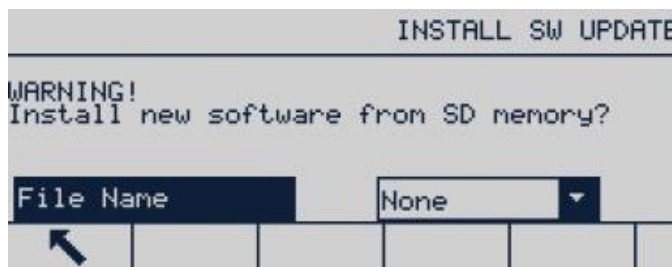 INSTALL SW UPDATE
WARNING!
Install new software from SD memory?
File Name None